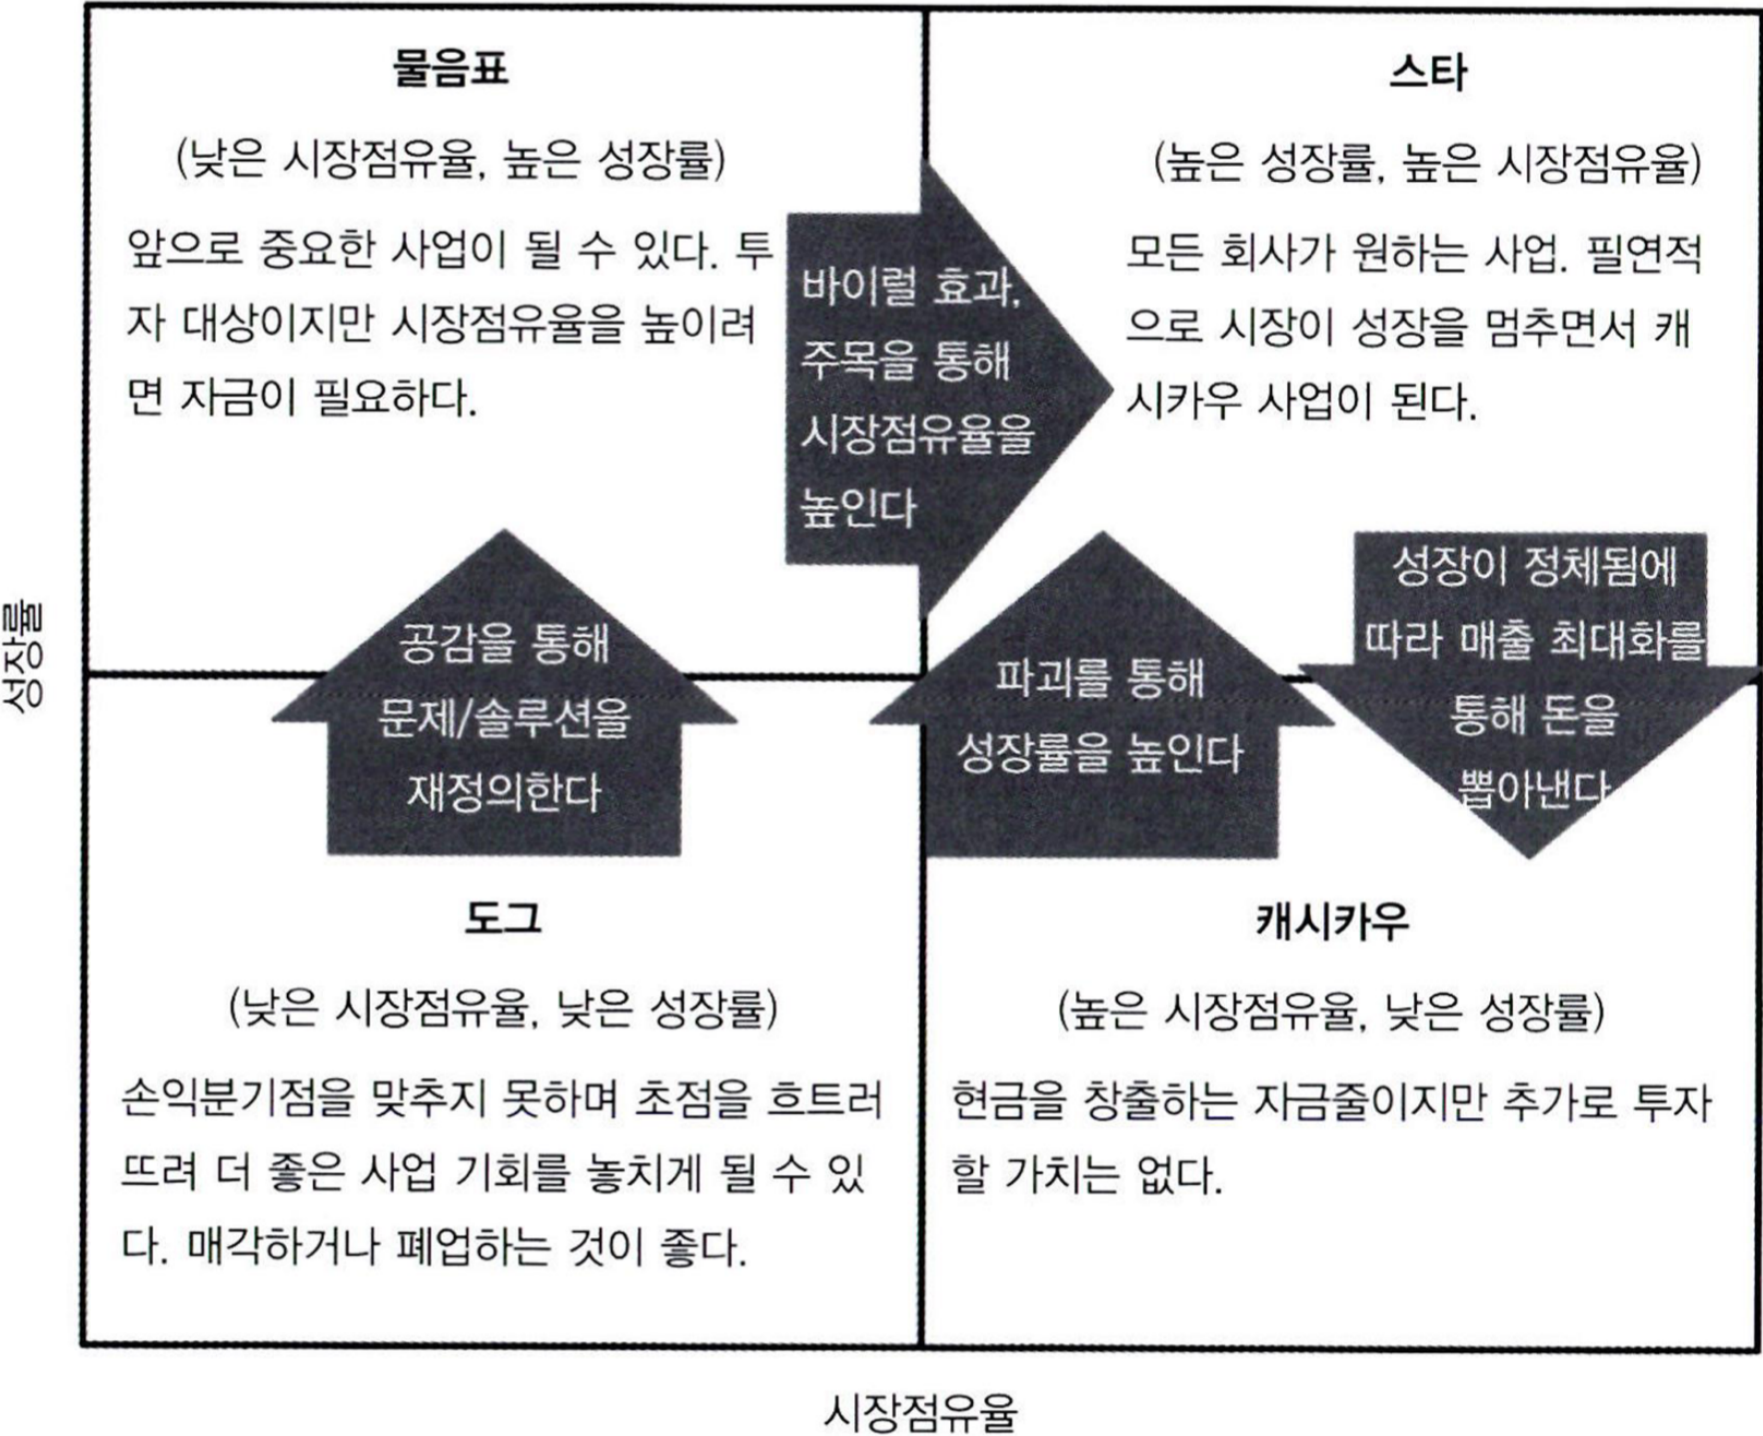 물음표
(낮은 시장점유율, 높은 성장률)
앞으로 중요한 사업이 될 수 있다. 투
자 대상이지만 시장점유율을 높이려
면 자금이 필요하다.
바이럴 효과,
주목을 통해
시장점유율을
높인다
스타
(높은 성장률, 높은 시장점유율)
모든 회사가 원하는 사업. 필연적
으로 시장이 성장을 멈추면서 캐
시카우 사업이 된다.
성장률
공감을 통해
문제/솔루션을
재정의한다
파괴를 통해
성장률을 높인다
성장이 정체됨에
따라 매출 최대화를
통해 돈을
뽑아낸다
도그
(낮은 시장점유율, 낮은 성장률)
손익분기점을 맞추지 못하며 초점을 흐트러
뜨려 더 좋은 사업 기회를 놓치게 될 수 있
다. 매각하거나 폐업하는 것이 좋다.
캐시카우
(높은 시장점유율, 낮은 성장률)
현금을 창출하는 자금줄이지만 추가로 투자
할 가치는 없다.
시장점유율